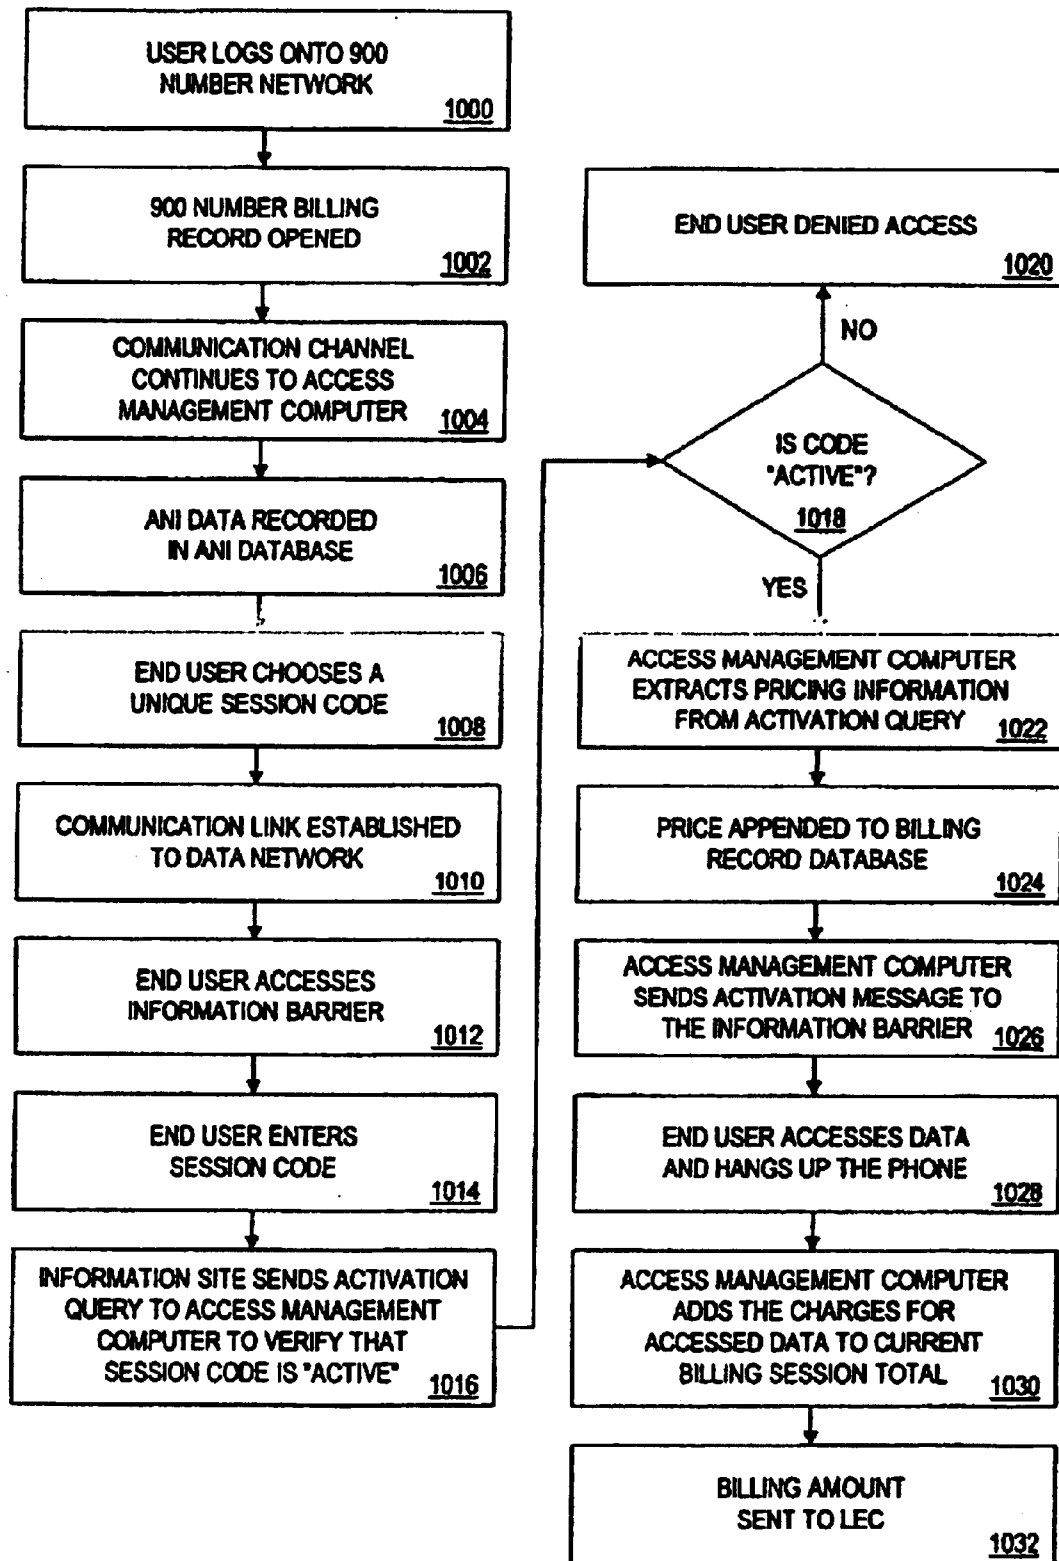 USER LOGS ONTO 900
NUMBER NETWORK
1000
900 NUMBER BILLING
RECORD OPENED
1002
COMMUNICATION CHANNEL
CONTINUES TO ACCESS
MANAGEMENT COMPUTER
1004
ANI DATA RECORDED
IN ANI DATABASE
1006
END USER CHOOSES A
UNIQUE SESSION CODE
1008
COMMUNICATION LINK ESTABLISHED
TO DATA NETWORK
1010
END USER ACCESSES
INFORMATION BARRIER
1012
END USER ENTERS
SESSION CODE
1014
INFORMATION SITE SENDS ACTIVATION
QUERY TO ACCESS MANAGEMENT
COMPUTER TO VERIFY THAT
SESSION CODE IS "ACTIVE"
1016
END USER DENIED ACCESS
1020
NO
IS CODE
"ACTIVE"?
1018
YES
ACCESS MANAGEMENT COMPUTER
EXTRACTS PRICING INFORMATION
FROM ACTIVATION QUERY
1022
PRICE APPENDED TO BILLING
RECORD DATABASE
1024
ACCESS MANAGEMENT COMPUTER
SENDS ACTIVATION MESSAGE TO
THE INFORMATION BARRIER
1026
END USER ACCESSES DATA
AND HANGS UP THE PHONE
1028
ACCESS MANAGEMENT COMPUTER
ADDS THE CHARGES FOR
ACCESSED DATA TO CURRENT
BILLING SESSION TOTAL
1030
BILLING AMOUNT
SENT TO LEC
1032